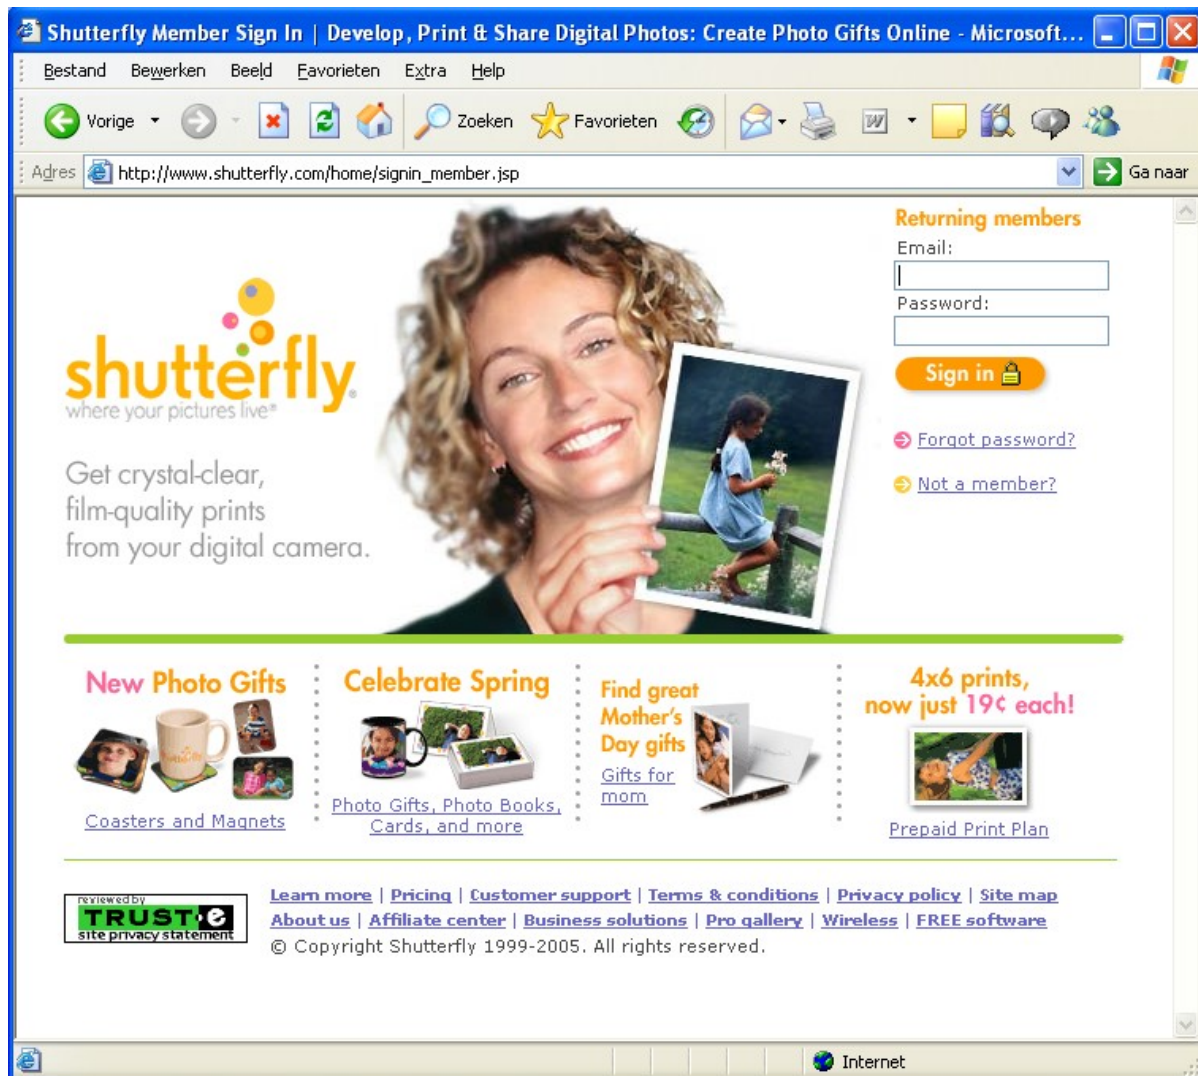 Shutterfly Member Sign In | Develop, Print & Share Digital Photos: Create Photo Gifts Online - Microsoft...
Bestand Bewerken Beeld Favorieten Extra Help
Vorige Zoeken Favorieten
Adres http://www.shutterfly.com/home/signin_member.jsp Ga naar
Returning members
Email:
Password:
Sign in
Forgot password?
Not a member?
shutterfly®
where your pictures live®
Get crystal-clear,
film-quality prints
from your digital camera.
New Photo Gifts
Coasters and Magnets
Celebrate Spring
Photo Gifts, Photo Books,
Cards, and more
Find great
Mother's
Day gifts
Gifts for
mom
4x6 prints,
now just 19¢ each!
Prepaid Print Plan
reviewed by
TRUST·e
site privacy statement
Learn more | Pricing | Customer support | Terms & conditions | Privacy policy | Site map
About us | Affiliate center | Business solutions | Pro gallery | Wireless | FREE software
© Copyright Shutterfly 1999-2005. All rights reserved.
Internet